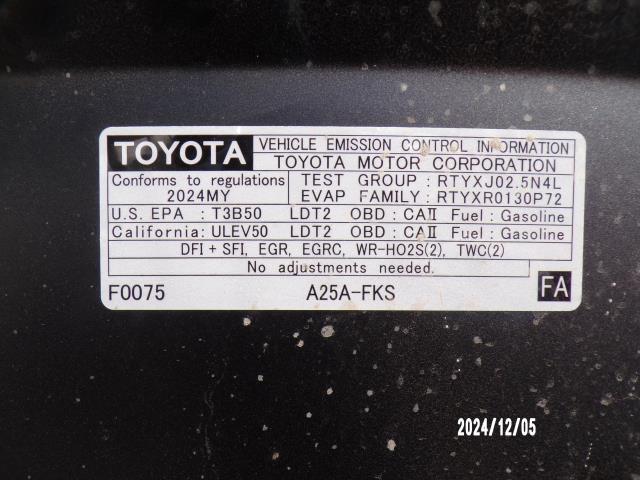 TOYOTA
VEHICLE EMISSION CONTROL INFORMATION
TOYOTA MOTOR CORPORATION
Conforms to regulations
2024MY
TEST GROUP : RTYXJ02.5N4L
EVAP FAMILY: RTYXR0130P72
U.S. EPA : T3B50 LDT2 OBD : CAⅡ Fuel : Gasoline
California: ULEV50 LDT2 OBD : CAⅡ Fuel : Gasoline
DFI + SFI, EGR, EGRC, WR-HO2S(2), TWC(2)
No adjustments needed.
F0075 A25A-FKS FA
2024/12/05